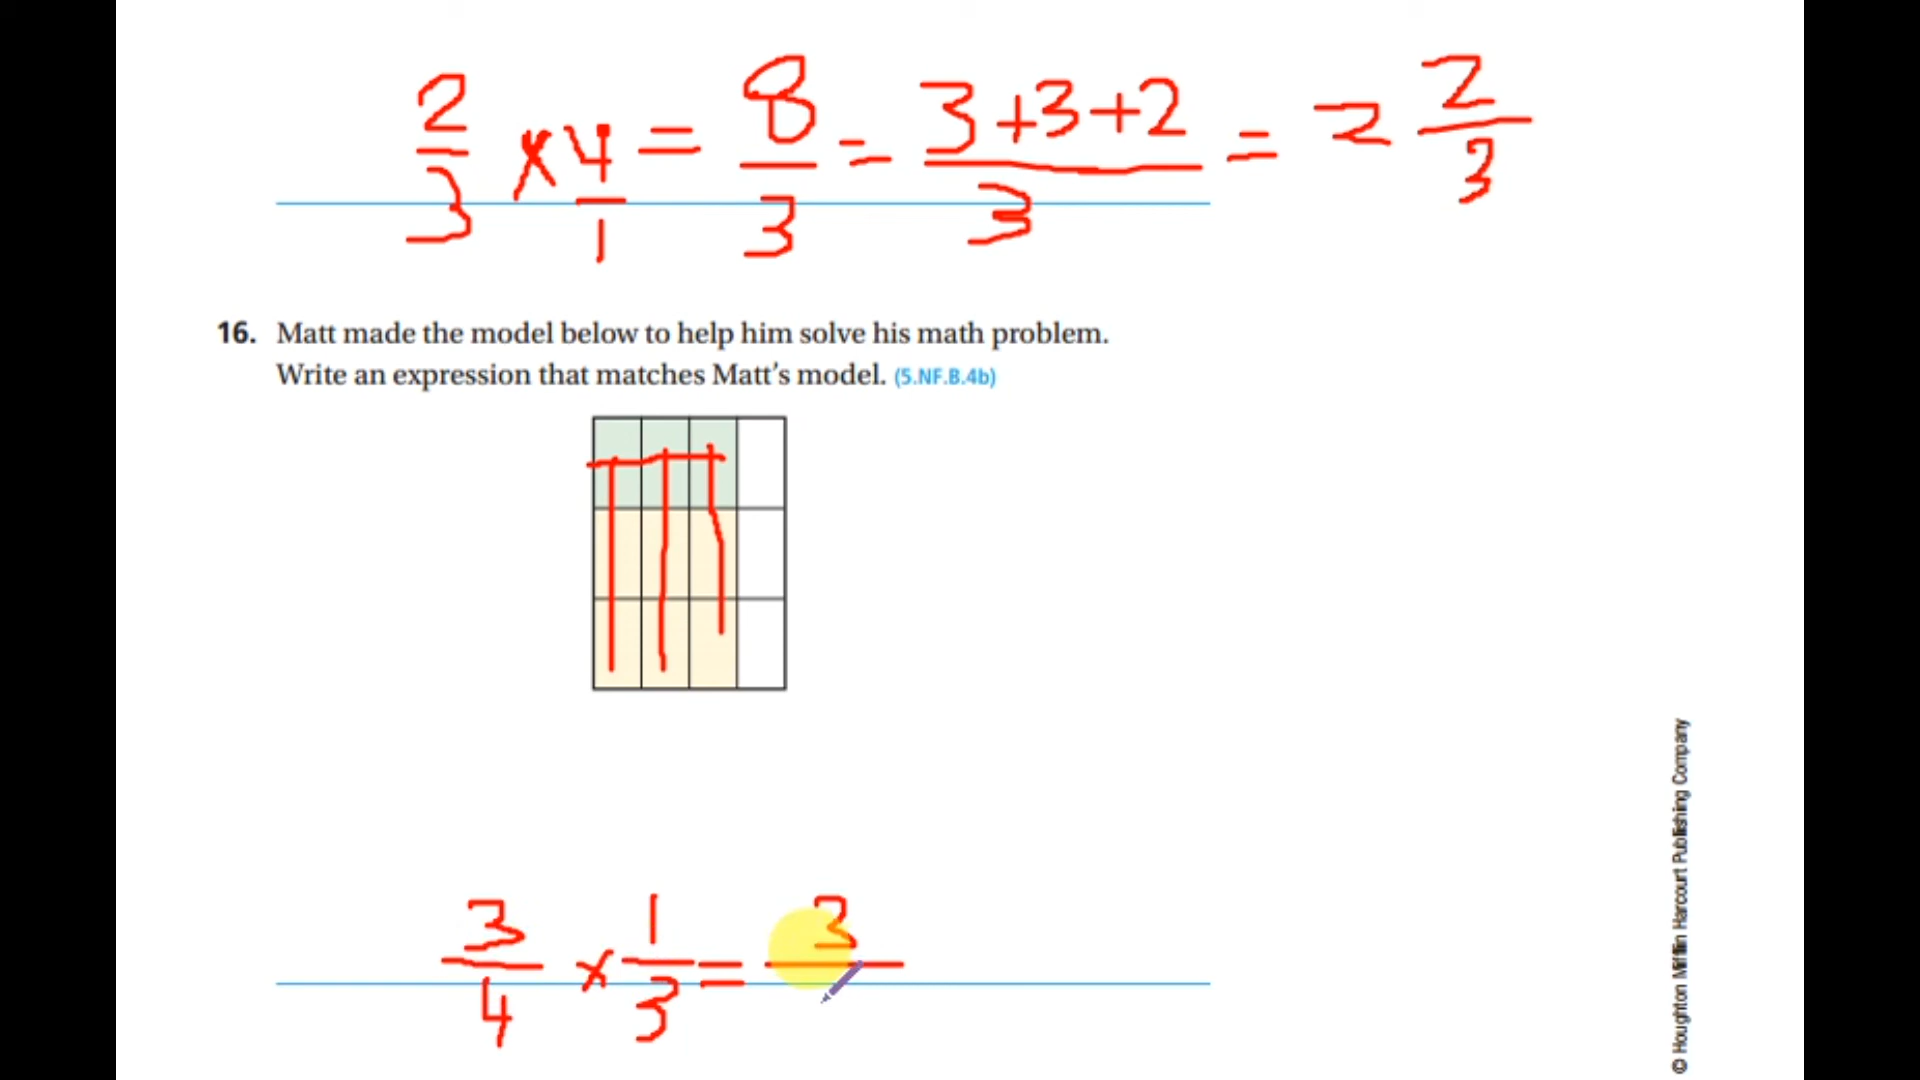 2/3 × 4/1 = 8/3 = 3+3+2/3 = 2 2/3
16. Matt made the model below to help him solve his math problem.
Write an expression that matches Matt's model. (5.NF.B.4b)
3/4 × 1/3 = 3
© Houghton Mifflin Harcourt Publishing Company